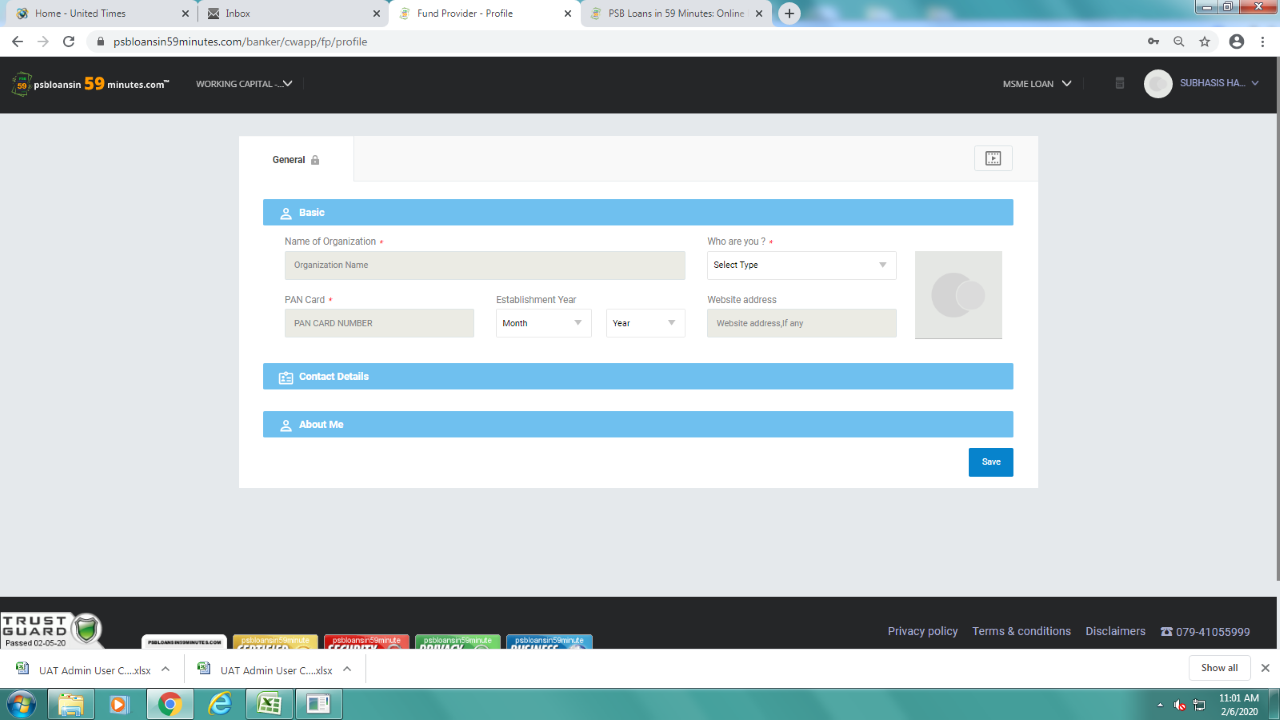 Home - United Times
Inbox
Fund Provider - Profile
PSB Loans in 59 Minutes: Online
psbloansin59minutes.com/banker/cwapp/fp/profile
psbloansin 59 minutes.com™
WORKING CAPITAL -...
MSME LOAN
SUBHASIS HA...
General
Basic
Name of Organization *
Who are you ? *
Organization Name
Select Type
PAN Card *
Establishment Year
Website address
PAN CARD NUMBER
Month
Year
Website address,If any
Contact Details
About Me
Save
TRUST
GUARD
Passed 02-05-20
PSBLOANSIN59MINUTES.COM
psbloansin59minute
psbloansin59minute
psbloansin59minute
psbloansin59minute
CERTIFIED
SECURITY
PRIVACY
BUSINESS
Privacy policy
Terms & conditions
Disclaimers
079-41055999
UAT Admin User C....xlsx
UAT Admin User C....xlsx
Show all
11:01 AM
2/6/2020